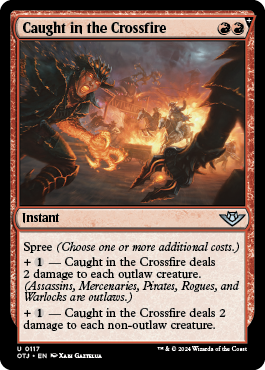 Caught in the Crossfire
Instant
Spree (Choose one or more additional costs.)
+ 1 — Caught in the Crossfire deals
2 damage to each outlaw creature.
(Assassins, Mercenaries, Pirates, Rogues, and
Warlocks are outlaws.)
+ 1 — Caught in the Crossfire deals 2
damage to each non-outlaw creature.
U 0117
OTJ • EN XABI GAZTELUA
™ & © 2024 Wizards of the Coast